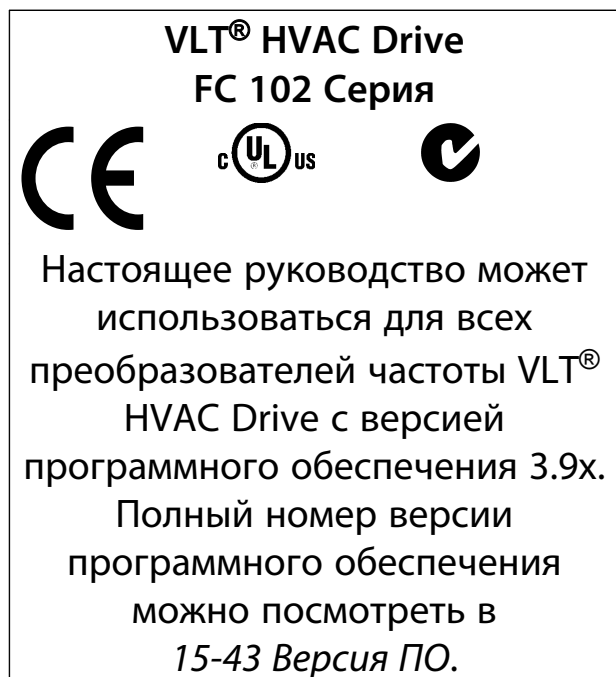 VLT® HVAC Drive
FC 102 Серия
CE
C UL® US
Настоящее руководство может
использоваться для всех
преобразователей частоты VLT®
HVAC Drive с версией
программного обеспечения 3.9x.
Полный номер версии
программного обеспечения
можно посмотреть в
15-43 Версия ПО.